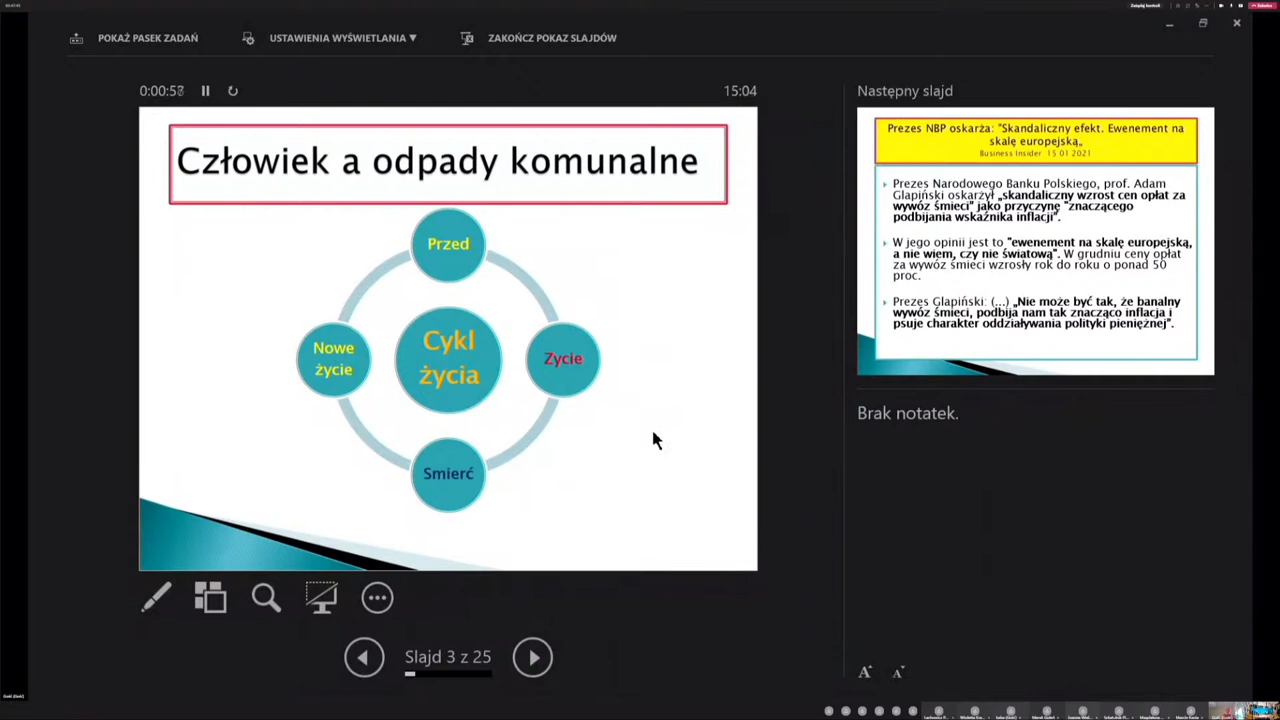 POKAŻ PASEK ZADAŃ
USTAWIENIA WYŚWIETLANIA ▼
ZAKOŃCZ POKAZ SLAJDÓW
15:04
Człowiek a odpady komunalne
Przed
Nowe
życie
Cykl
życia
Zycie
Smierć
Slajd 3 z 25
Następny slajd
Prezes NBP oskarża: "Skandaliczny efekt. Ewenement na
skalę europejską„
Business Insider 15 01 2021
Prezes Narodowego Banku Polskiego, prof. Adam
Glapiński oskarżył „skandaliczny wzrost cen opłat za
wywóz śmieci” jako przyczynę "znaczącego
podbijania wskaźnika inflacji".
W jego opinii jest to "ewenement na skalę europejską,
a nie wiem, czy nie światową". W grudniu ceny opłat
za wywóz śmieci wzrosły rok do roku o ponad 50
proc.
Prezes Glapiński: (...) „Nie może być tak, że banalny
wywóz śmieci, podbija nam tak znacząco inflacja i
psuje charakter oddziaływania polityki pieniężnej”.
Brak notatek.